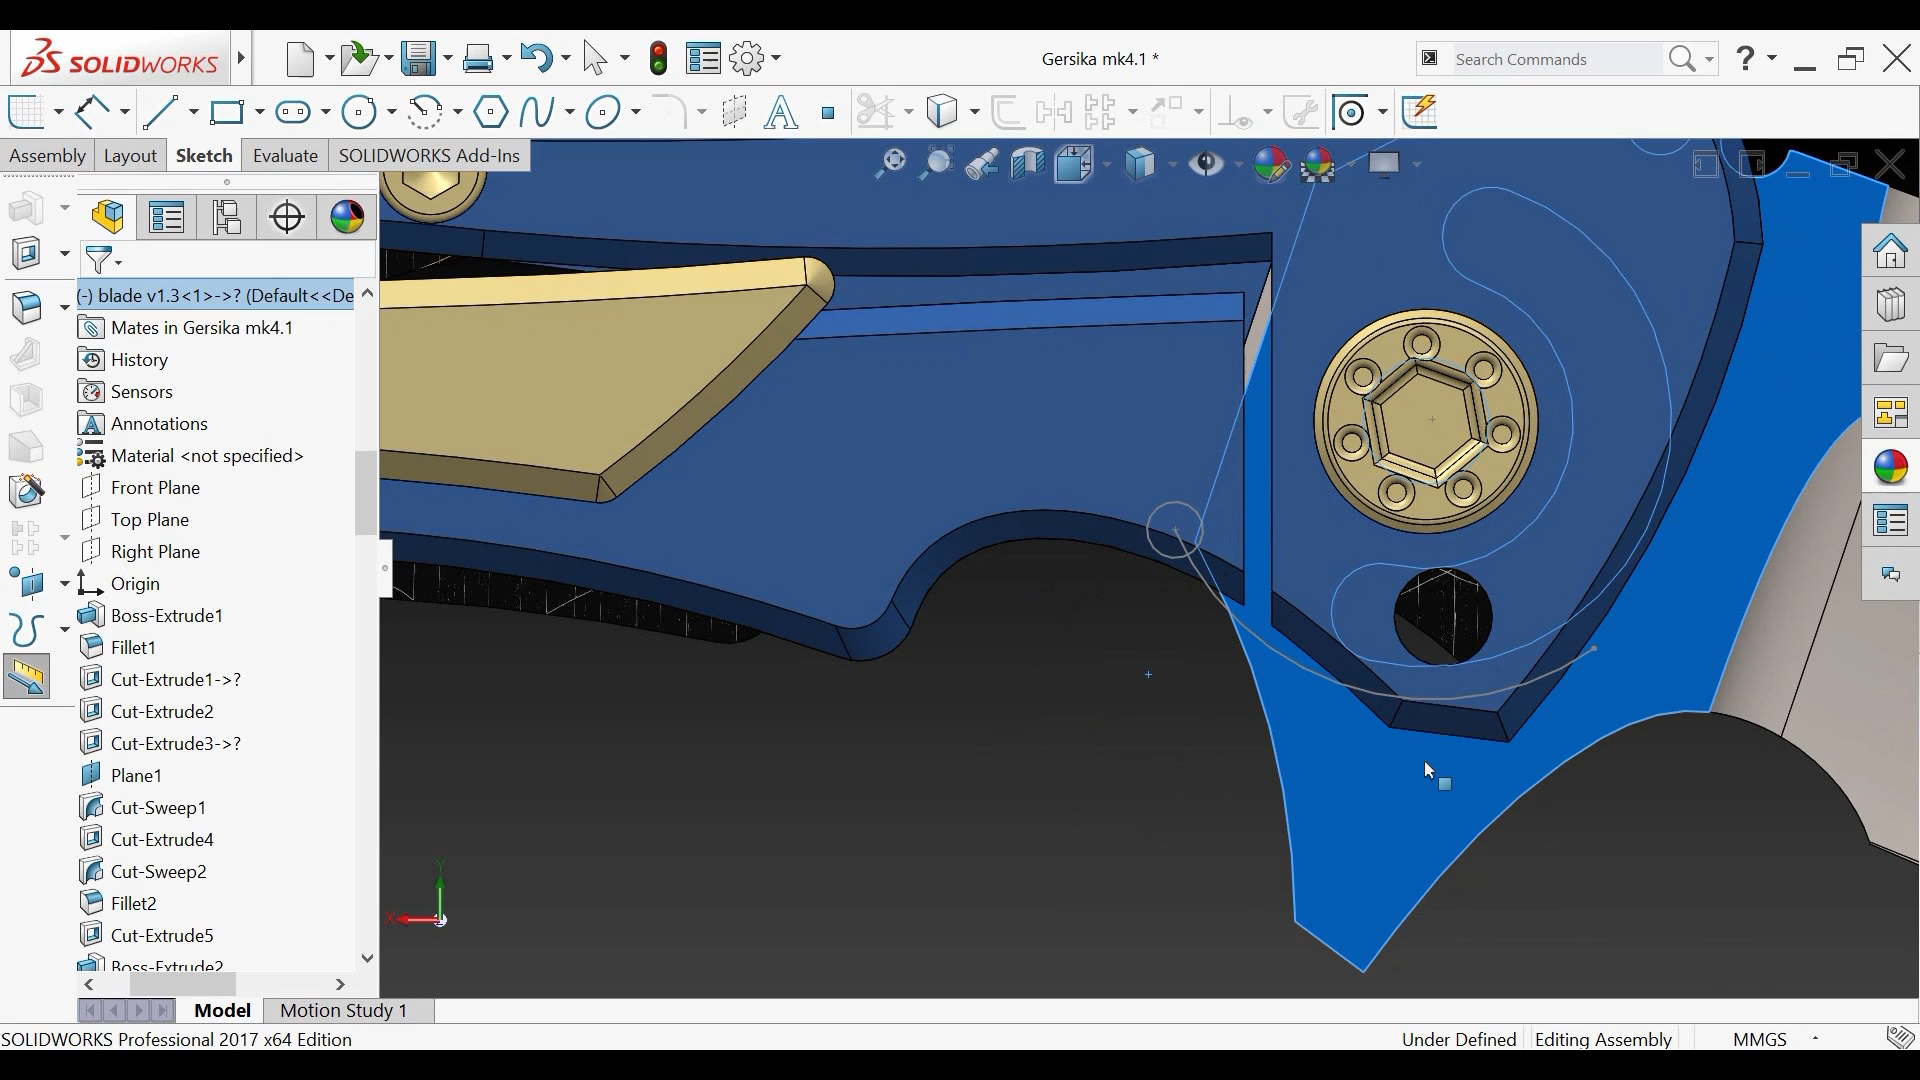 SOLIDWORKS
Gersika mk4.1 *
Search Commands
?
Assembly
Layout
Sketch
Evaluate
SOLIDWORKS Add-Ins
(-) blade v1.3<1>->? (Default<<De
Mates in Gersika mk4.1
History
Sensors
Annotations
Material <not specified>
Front Plane
Top Plane
Right Plane
Origin
Boss-Extrude1
Fillet1
Cut-Extrude1->?
Cut-Extrude2
Cut-Extrude3->?
Plane1
Cut-Sweep1
Cut-Extrude4
Cut-Sweep2
Fillet2
Cut-Extrude5
Boss-Extrude2
Y
X
Model
Motion Study 1
SOLIDWORKS Professional 2017 x64 Edition
Under Defined
Editing Assembly
MMGS